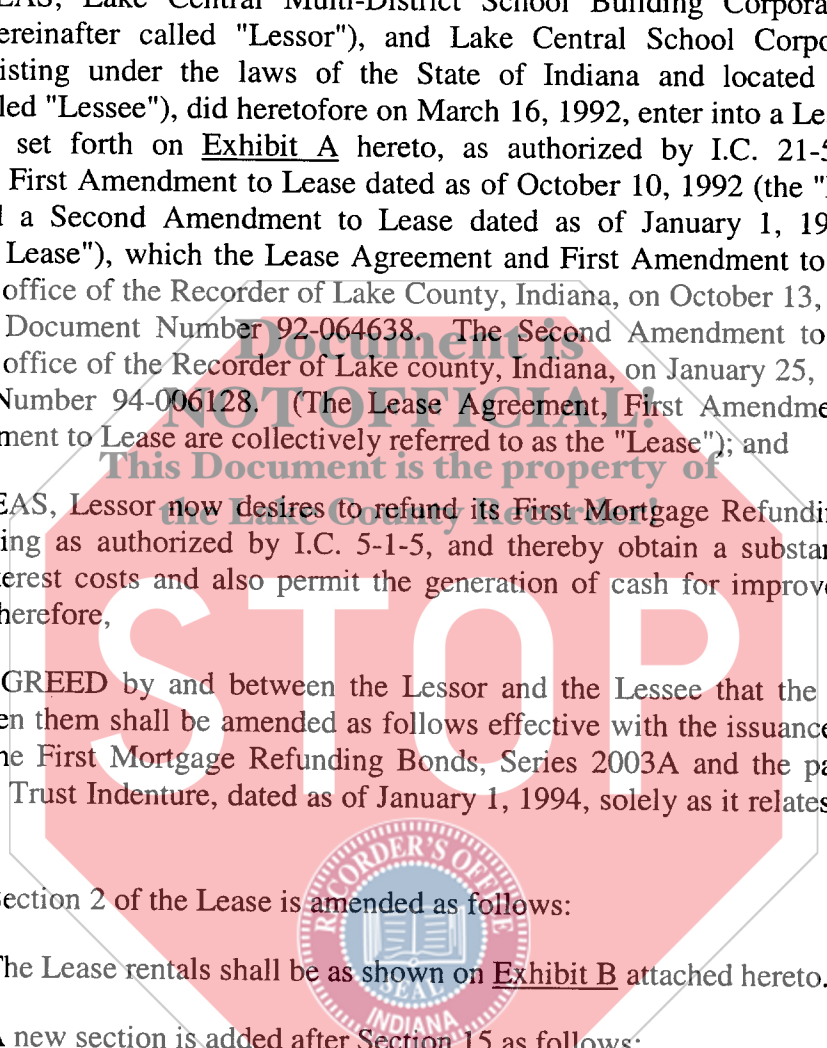 EAS, Lake Central Multi-District School Building Corpora
ereinafter called "Lessor"), and Lake Central School Corpo
isting under the laws of the State of Indiana and located
led "Lessee"), did heretofore on March 16, 1992, enter into a Le
set forth on Exhibit A hereto, as authorized by I.C. 21-5
First Amendment to Lease dated as of October 10, 1992 (the "
a Second Amendment to Lease dated as of January 1, 19
Lease"), which the Lease Agreement and First Amendment to
office of the Recorder of Lake County, Indiana, on October 13,
Document Number 92-064638. The Second Amendment to
Document is
office of the Recorder of Lake county, Indiana, on January 25,
Number 94-006128. (The Lease Agreement, First Amendme
NOT OFFICIAL!
ment to Lease are collectively referred to as the "Lease"); and
This Document is the property of
EAS, Lessor now desires to refund its First Mortgage Refundi
the Lake County Recorder!
ing as authorized by I.C. 5-1-5, and thereby obtain a substan
erest costs and also permit the generation of cash for improve
herefore,
STOP
GREED by and between the Lessor and the Lessee that the
en them shall be amended as follows effective with the issuance
he First Mortgage Refunding Bonds, Series 2003A and the pa
Trust Indenture, dated as of January 1, 1994, solely as it relates
RECORDER'S OFFICE
ection 2 of the Lease is amended as follows:
The Lease rentals shall be as shown on Exhibit B attached hereto.
SEAL
INDIANA
A new section is added after Section 15 as follows: